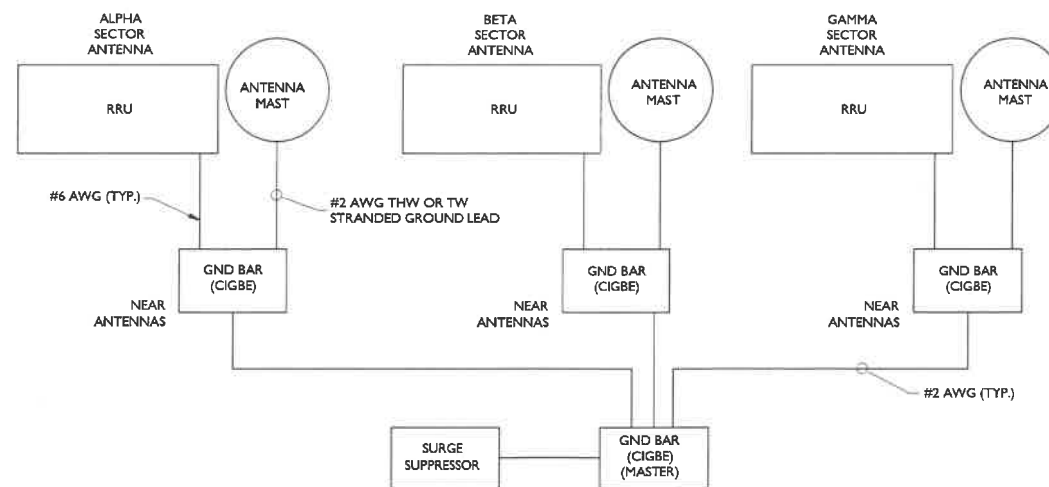 ALPHA
SECTOR
ANTENNA
RRU
ANTENNA
MAST
BETA
SECTOR
ANTENNA
RRU
ANTENNA
MAST
GAMMA
SECTOR
ANTENNA
RRU
ANTENNA
MAST
#6 AWG (TYP.)
#2 AWG THW OR TW
STRANDED GROUND LEAD
GND BAR
(CIGBE)
NEAR
ANTENNAS
GND BAR
(CIGBE)
NEAR
ANTENNAS
GND BAR
(CIGBE)
NEAR
ANTENNAS
#2 AWG (TYP.)
SURGE
SUPPRESSOR
GND BAR
(CIGBE)
(MASTER)